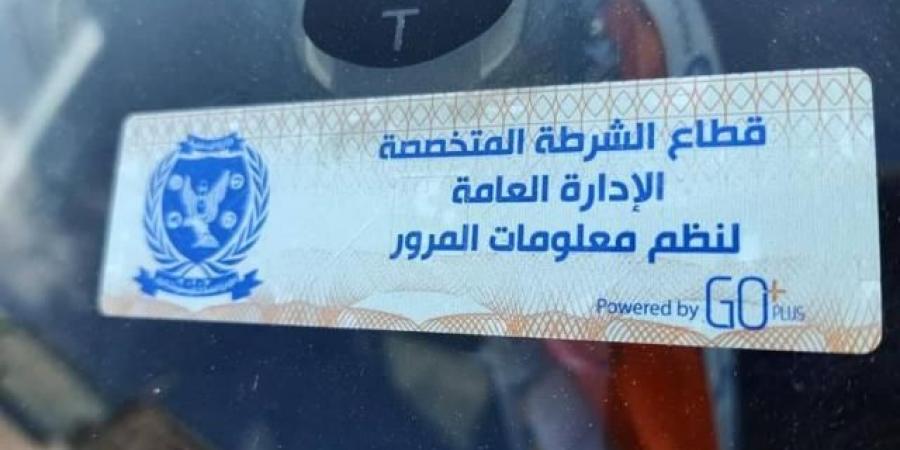 T
قطاع الشرطة المتخصصة
الإدارة العامة
لنظم معلومات المرور
Powered by GO+ PLUS